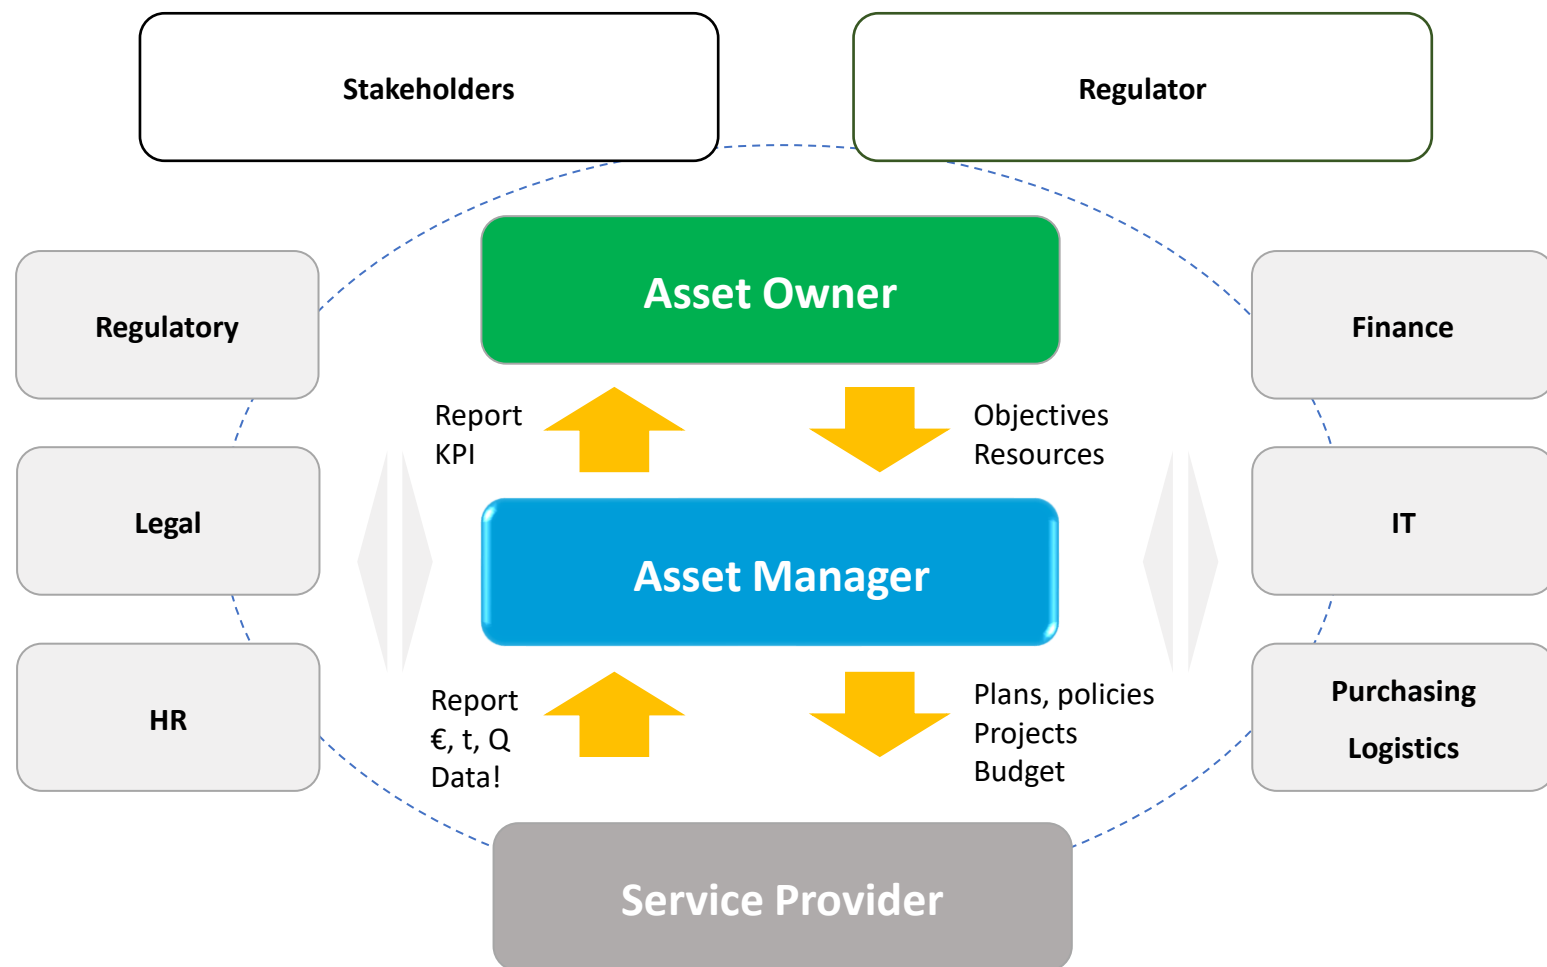 Stakeholders
Regulator
Asset Owner
Regulatory
Finance
Report
KPI
Objectives
Resources
Legal
IT
Asset Manager
HR
Report
€, t, Q
Data!
Plans, policies
Projects
Budget
Purchasing
Logistics
Service Provider